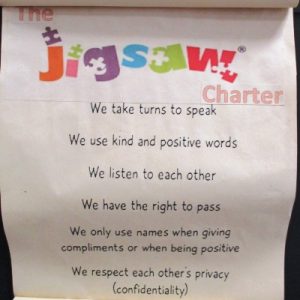 The
Jigsaw®
Charter
We take turns to speak
We use kind and positive words
We listen to each other
We have the right to pass
We only use names when giving
compliments or when being positive
We respect each other's privacy
(confidentiality)